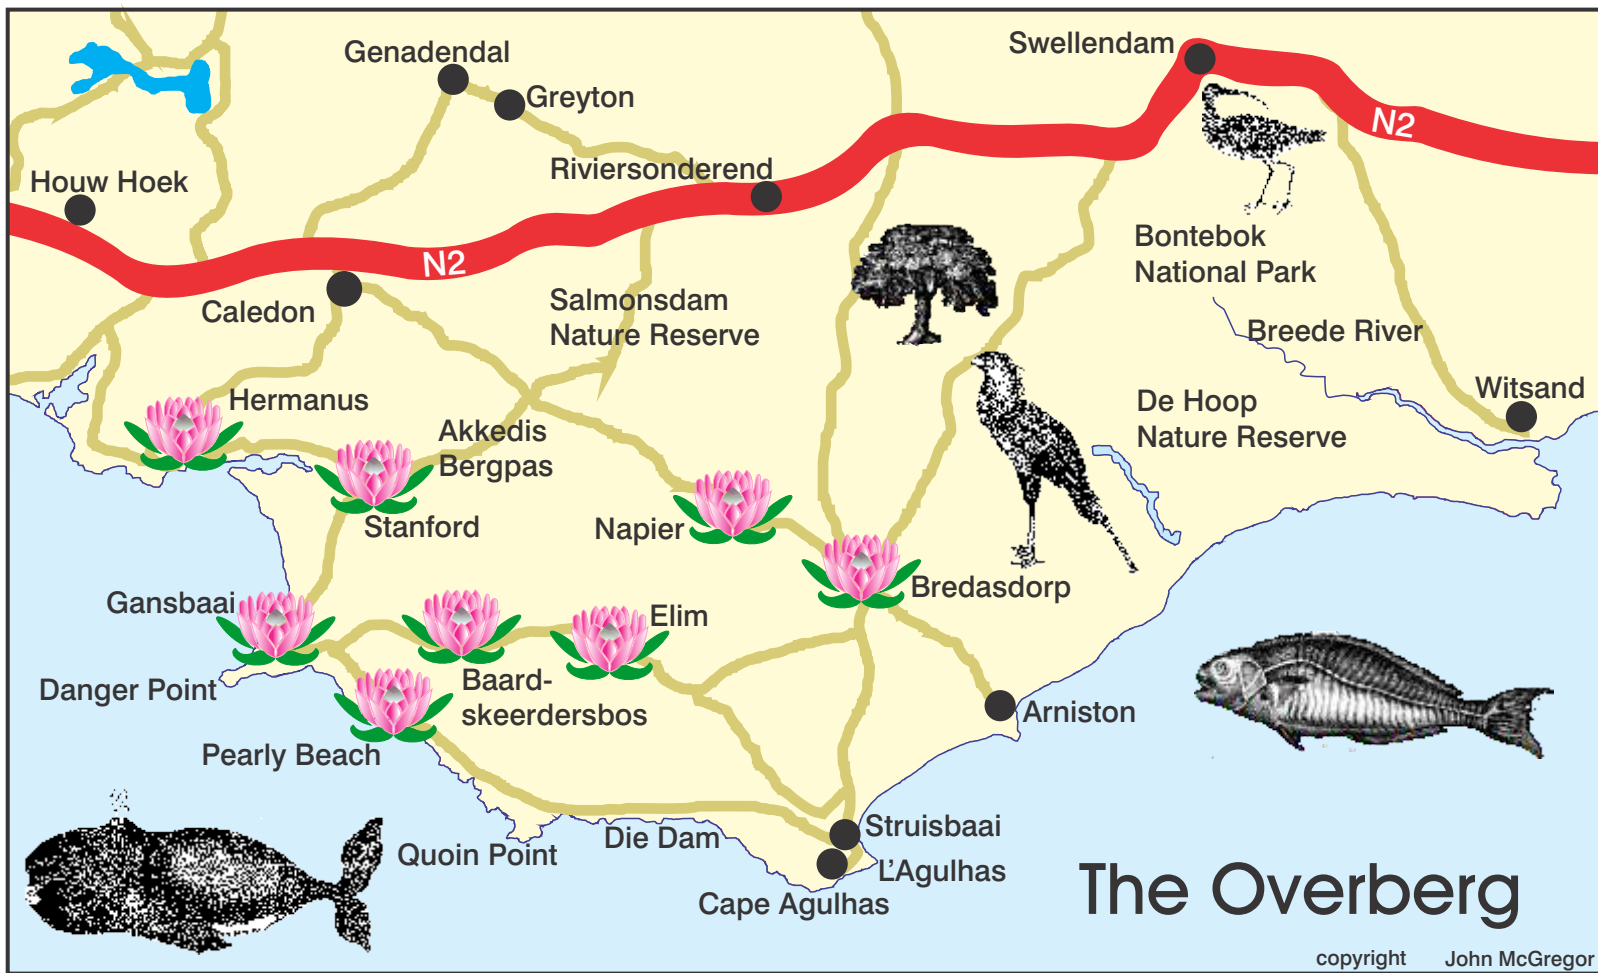 Genadendal
Swellendam
Greyton
N2
Riviersonderend
Houw Hoek
Bontebok
National Park
N2
Caledon
Salmonsdam
Nature Reserve
Breede River
Witsand
Hermanus
De Hoop
Nature Reserve
Akkedis
Bergpas
Stanford
Napier
Bredasdorp
Gansbaai
Elim
Danger Point
Baard-
skeerdersbos
Arniston
Pearly Beach
Struisbaai
Die Dam
Quoin Point
L'Agulhas
Cape Agulhas
The Overberg
copyright John McGregor